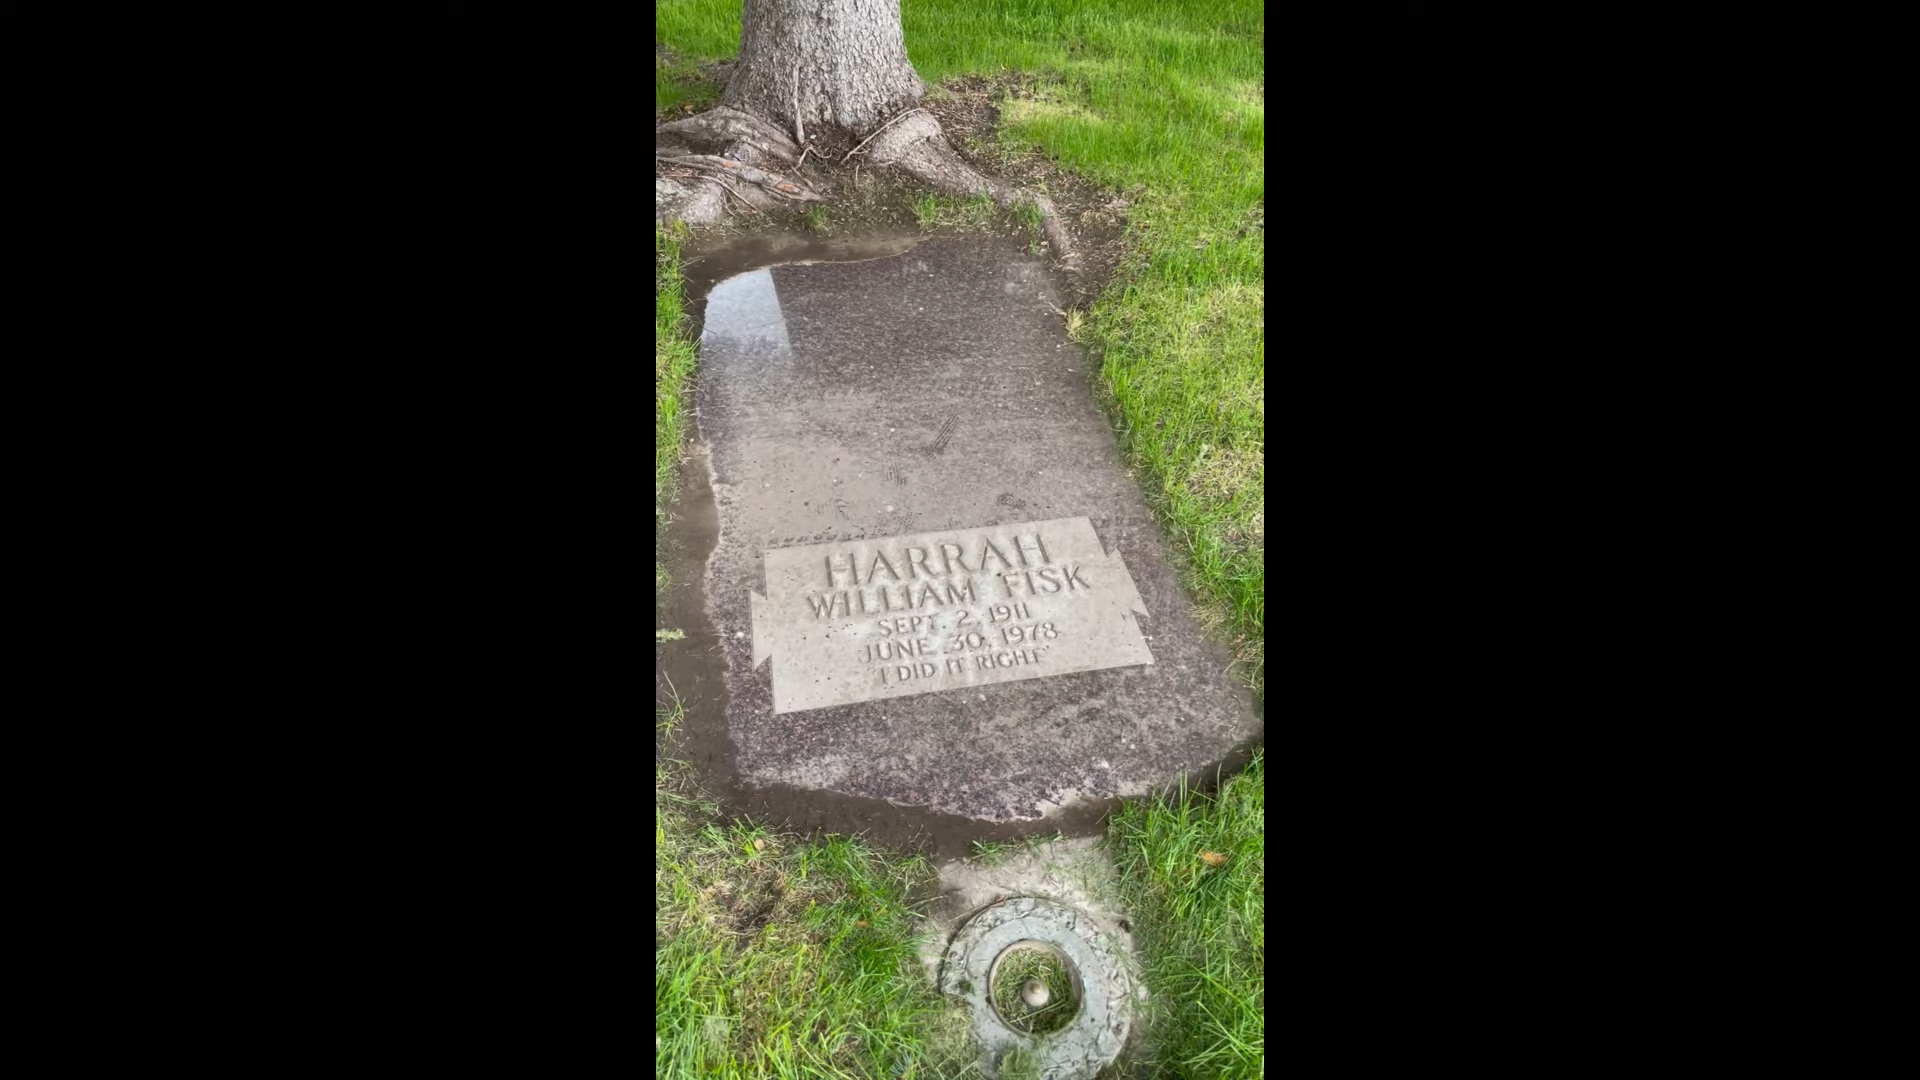 HARRAH
WILLIAM FISK
SEPT. 2, 1911
JUNE 30, 1978
"I DID IT RIGHT"